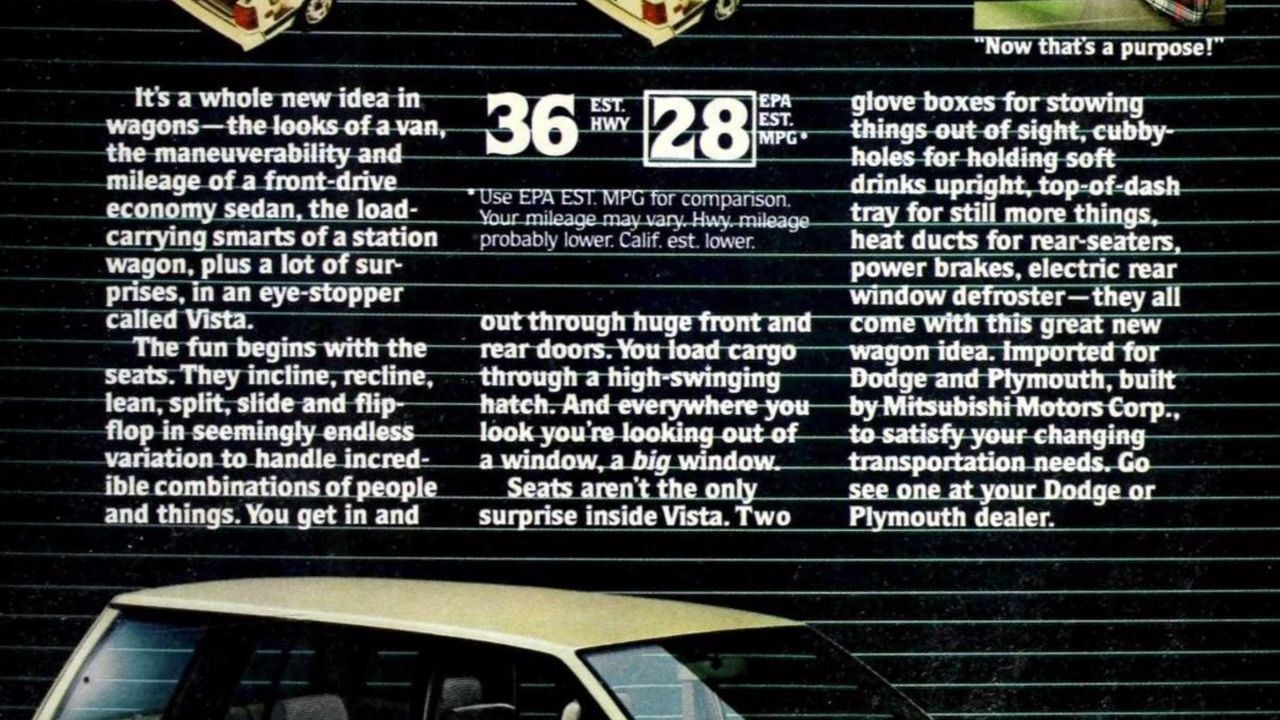 "Now that's a purpose!"
It's a whole new idea in
wagons—the looks of a van,
the maneuverability and
mileage of a front-drive
economy sedan, the load-
carrying smarts of a station
wagon, plus a lot of sur-
prises, in an eye-stopper
called Vista.
The fun begins with the
seats. They incline, recline,
lean, split, slide and flip-
flop in seemingly endless
variation to handle incred-
ible combinations of people
and things. You get in and
36 EST. HWY 28 EPA EST. MPG*
* Use EPA EST. MPG for comparison.
Your mileage may vary. Hwy. mileage
probably lower. Calif. est. lower.
out through huge front and
rear doors. You load cargo
through a high-swinging
hatch. And everywhere you
look you're looking out of
a window, a big window.
Seats aren't the only
surprise inside Vista. Two
glove boxes for stowing
things out of sight, cubby-
holes for holding soft
drinks upright, top-of-dash
tray for still more things,
heat ducts for rear-seaters,
power brakes, electric rear
window defroster—they all
come with this great new
wagon idea. Imported for
Dodge and Plymouth, built
by Mitsubishi Motors Corp.,
to satisfy your changing
transportation needs. Go
see one at your Dodge or
Plymouth dealer.